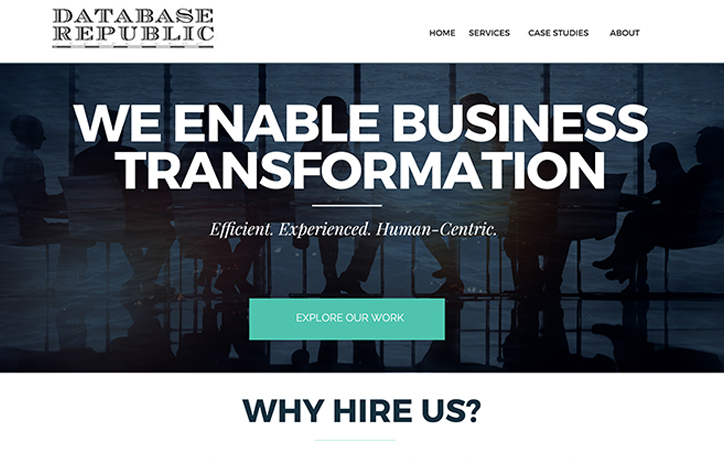 DATABASE
REPUBLIC
HOME SERVICES CASE STUDIES ABOUT
WE ENABLE BUSINESS
TRANSFORMATION
Efficient. Experienced. Human-Centric.
EXPLORE OUR WORK
WHY HIRE US?